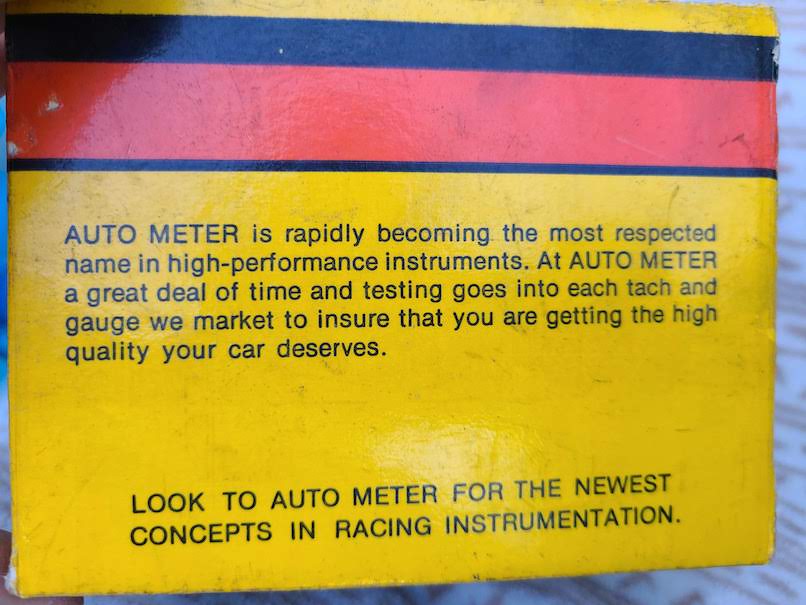 AUTO METER is rapidly becoming the most respected
name in high-performance instruments. At AUTO METER
a great deal of time and testing goes into each tach and
gauge we market to insure that you are getting the high
quality your car deserves.
LOOK TO AUTO METER FOR THE NEWEST
CONCEPTS IN RACING INSTRUMENTATION.